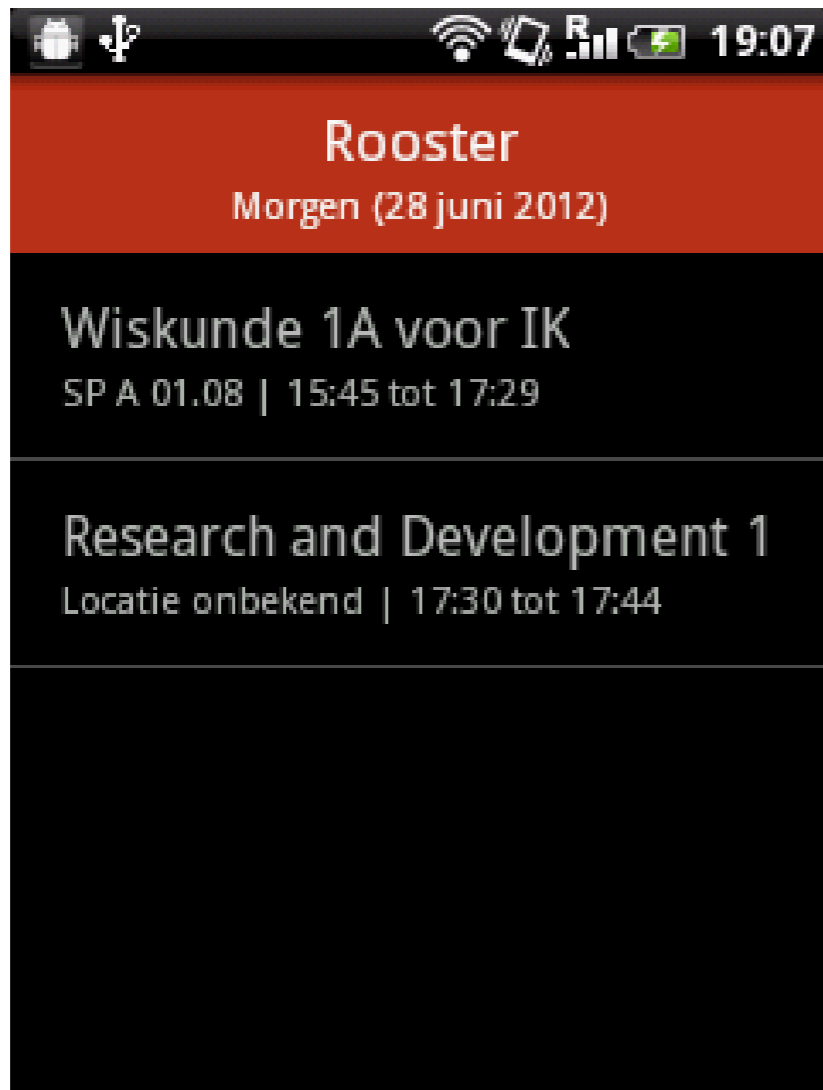 R 19:07
Rooster
Morgen (28 juni 2012)
Wiskunde 1A voor IK
SP A 01.08 | 15:45 tot 17:29
Research and Development 1
Locatie onbekend | 17:30 tot 17:44